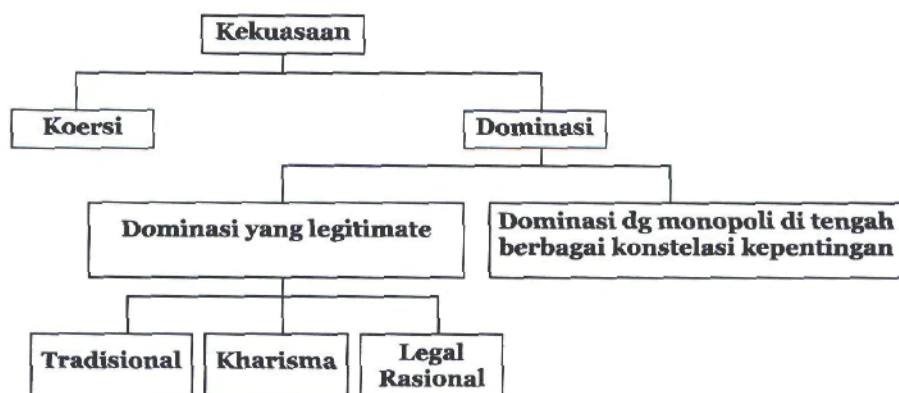 Kekuasaan
Koersi
Dominasi
Dominasi yang legitimate
Dominasi dg monopoli di tengah
berbagai konstelasi kepentingan
Tradisional
Kharisma
Legal
Rasional